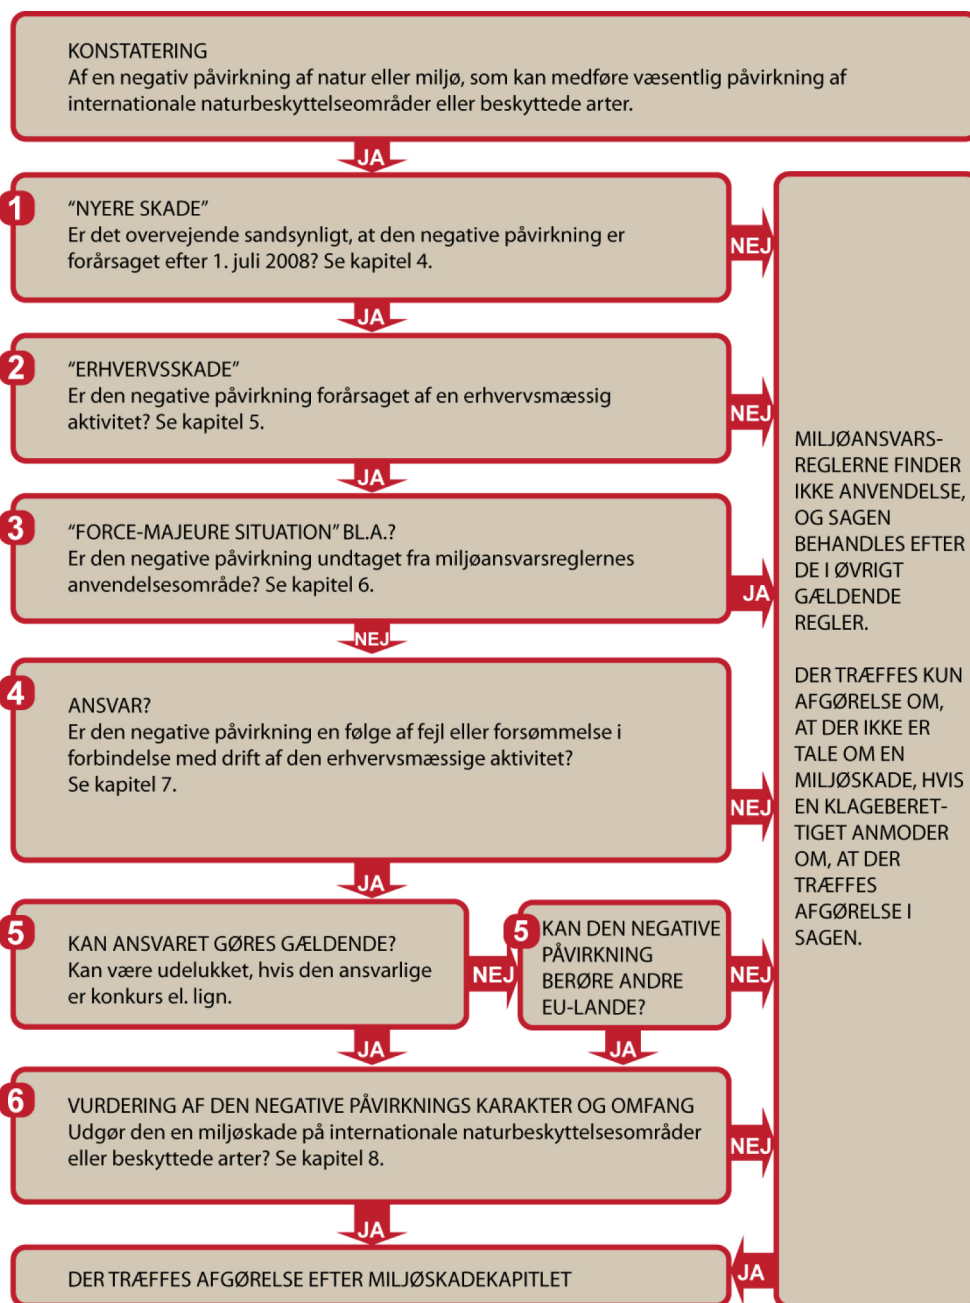 KONSTATERING
Af en negativ påvirkning af natur eller miljø, som kan medføre væsentlig påvirkning af
internationale naturbeskyttelseområder eller beskyttede arter.
JA
1
“NYERE SKADE”
Er det overvejende sandsynligt, at den negative påvirkning er
forårsaget efter 1. juli 2008? Se kapitel 4.
NEJ
JA
2
“ERHVERVSSKADE”
Er den negative påvirkning forårsaget af en erhvervsmæssig
aktivitet? Se kapitel 5.
NEJ
JA
3
“FORCE-MAJEURE SITUATION” BL.A.?
Er den negative påvirkning undtaget fra miljøansvarsreglernes
anvendelsesområde? Se kapitel 6.
JA
NEJ
4
ANSVAR?
Er den negative påvirkning en følge af fejl eller forsømmelse i
forbindelse med drift af den erhvervsmæssige aktivitet?
Se kapitel 7.
NEJ
JA
5
KAN ANSVARET GØRES GÆLDENDE?
Kan være udelukket, hvis den ansvarlige
er konkurs el. lign.
NEJ
5
KAN DEN NEGATIVE
PÅVIRKNING
BERØRE ANDRE
EU-LANDE?
NEJ
JA
JA
6
VURDERING AF DEN NEGATIVE PÅVIRKNINGS KARAKTER OG OMFANG
Udgør den en miljøskade på internationale naturbeskyttelsesområder
eller beskyttede arter? Se kapitel 8.
NEJ
JA
DER TRÆFFES AFGØRELSE EFTER MILJØSKADEKAPITLET
JA
MILJØANSVARS-
REGLERNE FINDER
IKKE ANVENDELSE,
OG SAGEN
BEHANDLES EFTER
DE I ØVRIGT
GÆLDENDE
REGLER.
DER TRÆFFES KUN
AFGØRELSE OM,
AT DER IKKE ER
TALE OM EN
MILJØSKADE, HVIS
EN KLAGEBERET-
TIGET ANMODER
OM, AT DER
TRÆFFES
AFGØRELSE I
SAGEN.